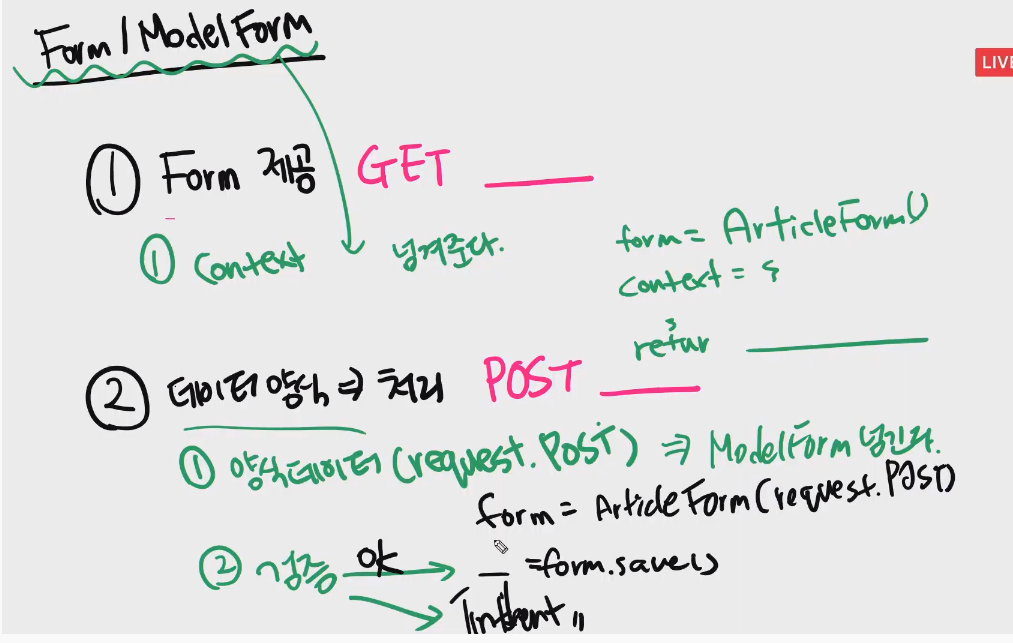 Form / ModelForm
LIVE
① Form 제공 GET
① Context 넘겨준다.
form = ArticleForm()
context = {
}
retur
② 데이터 양식 ⇒ 처리 POST
① 양식데이터 (request.POST) ⇒ ModelForm 넘긴다.
form = ArticleForm(request.POST)
② 검증 OK = form.save()